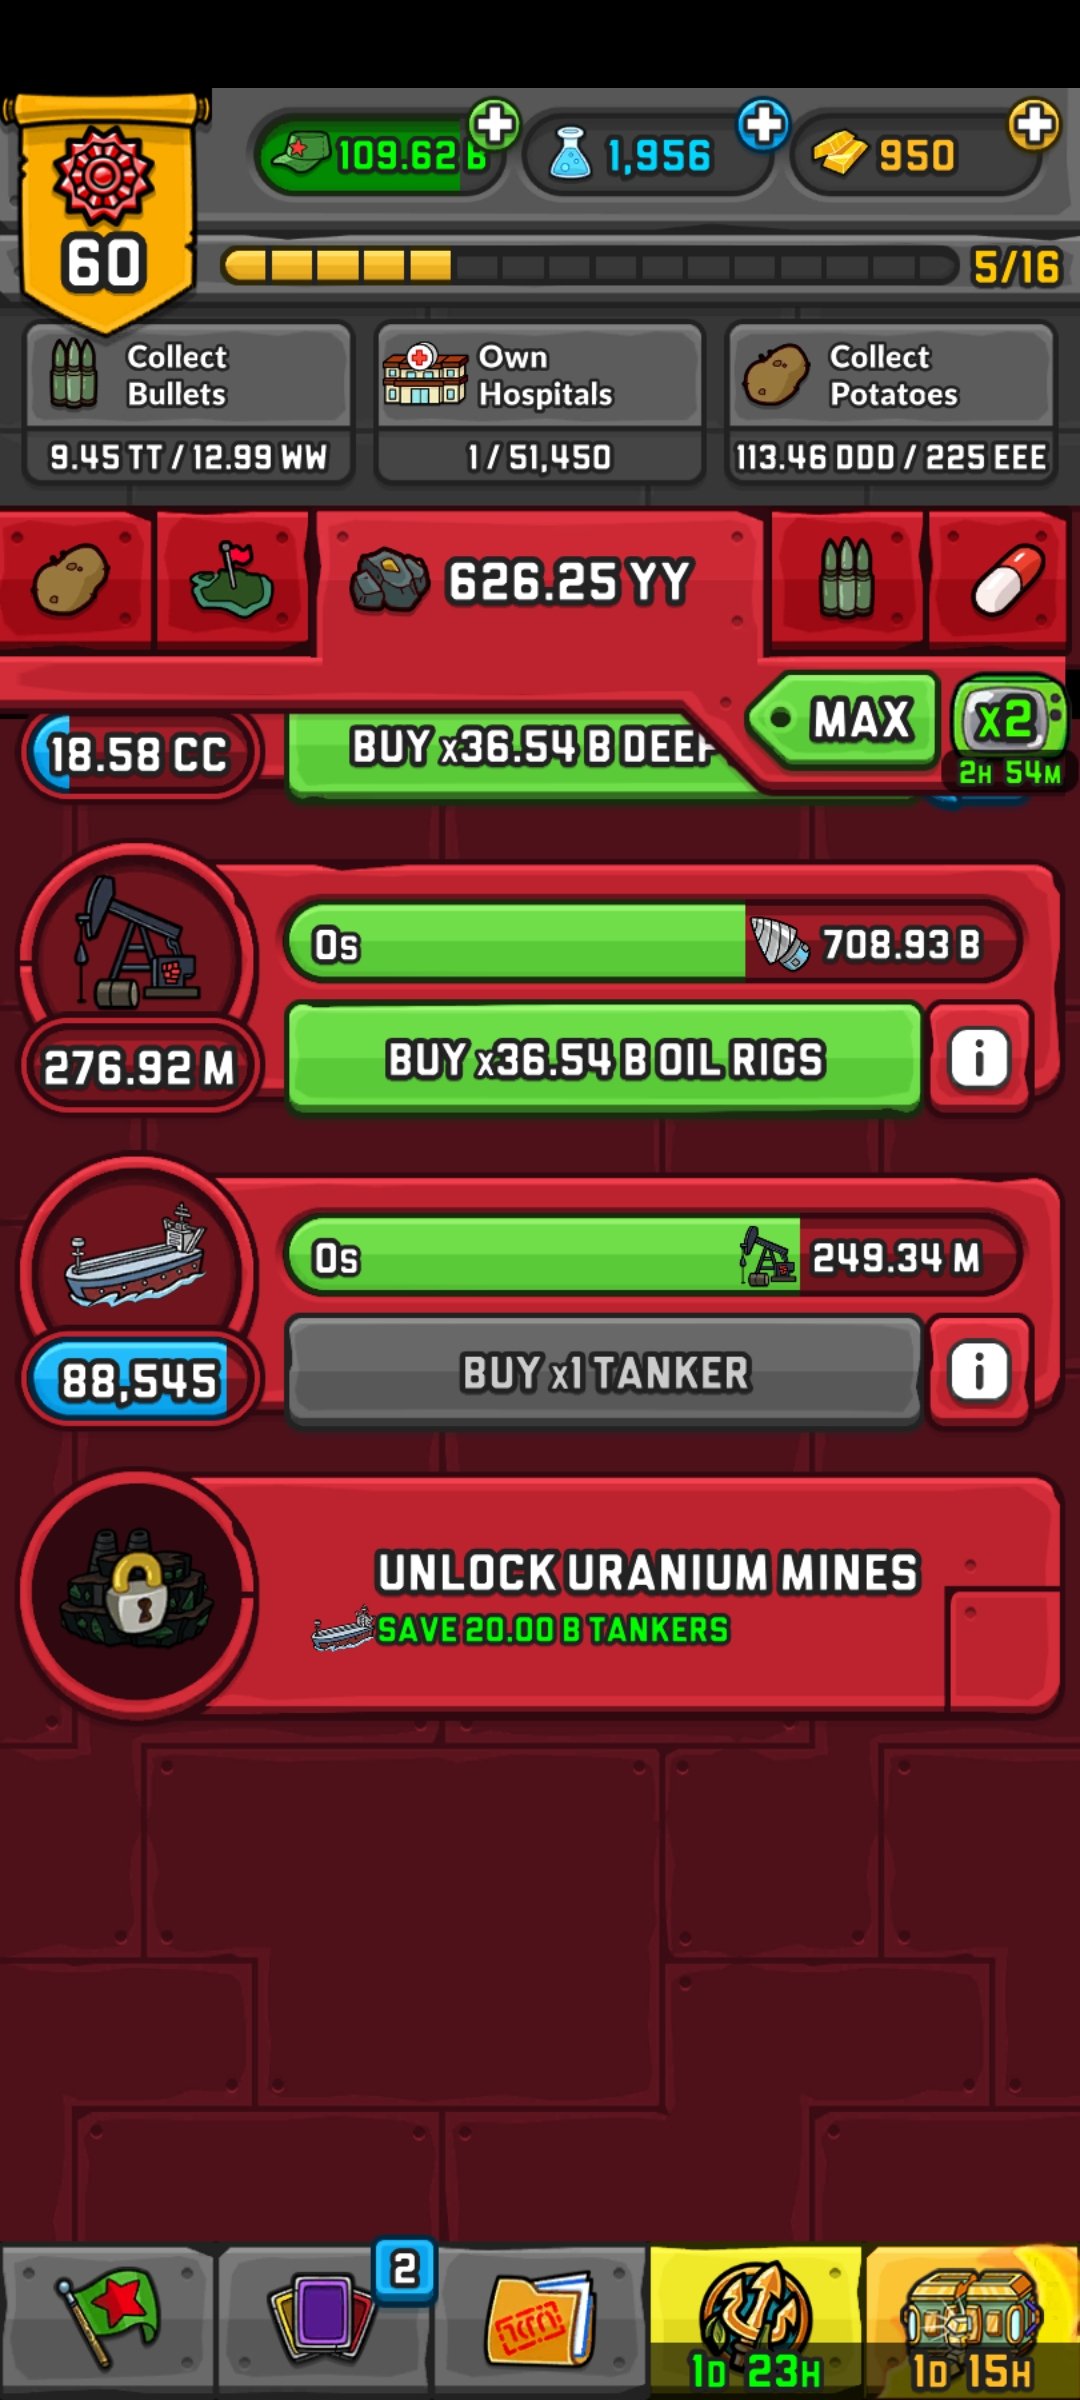 109.62 B
1,956
950
60
5/16
Collect
Bullets
Own
Hospitals
Collect
Potatoes
9.45 TT / 12.99 WW
1 / 51,450
113.46 DDD / 225 EEE
626.25 YY
MAX
x2
2H 54M
18.58 CC
BUY x36.54 B DEEP
0s
708.93 B
276.92 M
BUY x36.54 B OIL RIGS
i
0s
249.34 M
88,545
BUY x1 TANKER
i
UNLOCK URANIUM MINES
SAVE 20.00 B TANKERS
2
1D 23H
1D 15H